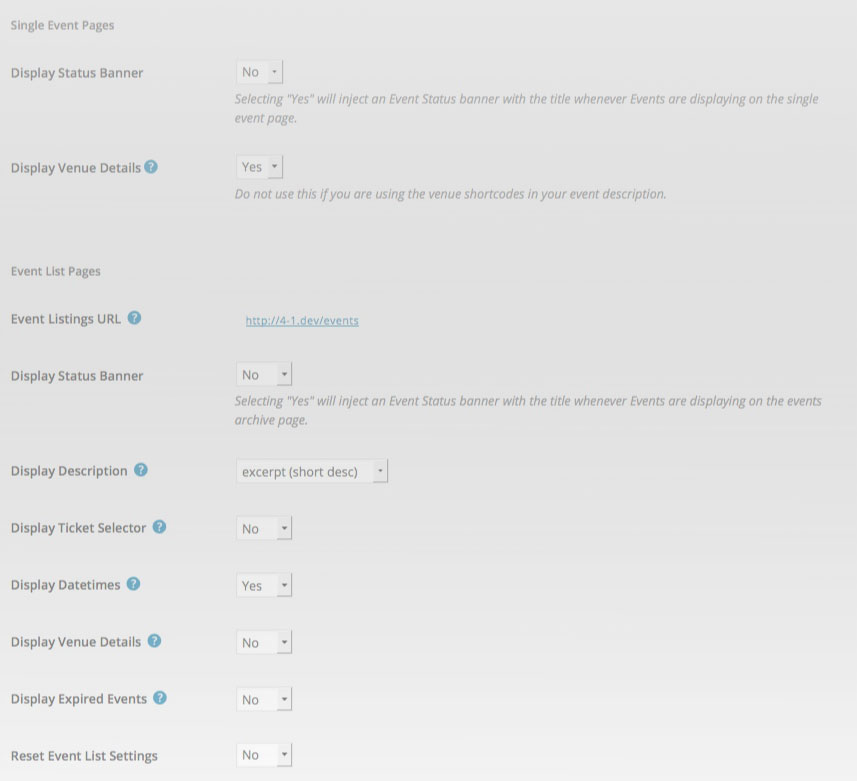 Single Event Pages
Display Status Banner No
Selecting "Yes" will inject an Event Status banner with the title whenever Events are displaying on the single
event page.
Display Venue Details ? Yes
Do not use this if you are using the venue shortcodes in your event description.
Event List Pages
Event Listings URL ? http://4-1.dev/events
Display Status Banner No
Selecting "Yes" will inject an Event Status banner with the title whenever Events are displaying on the events
archive page.
Display Description ? excerpt (short desc)
Display Ticket Selector ? No
Display Datetimes ? Yes
Display Venue Details ? No
Display Expired Events ? No
Reset Event List Settings No